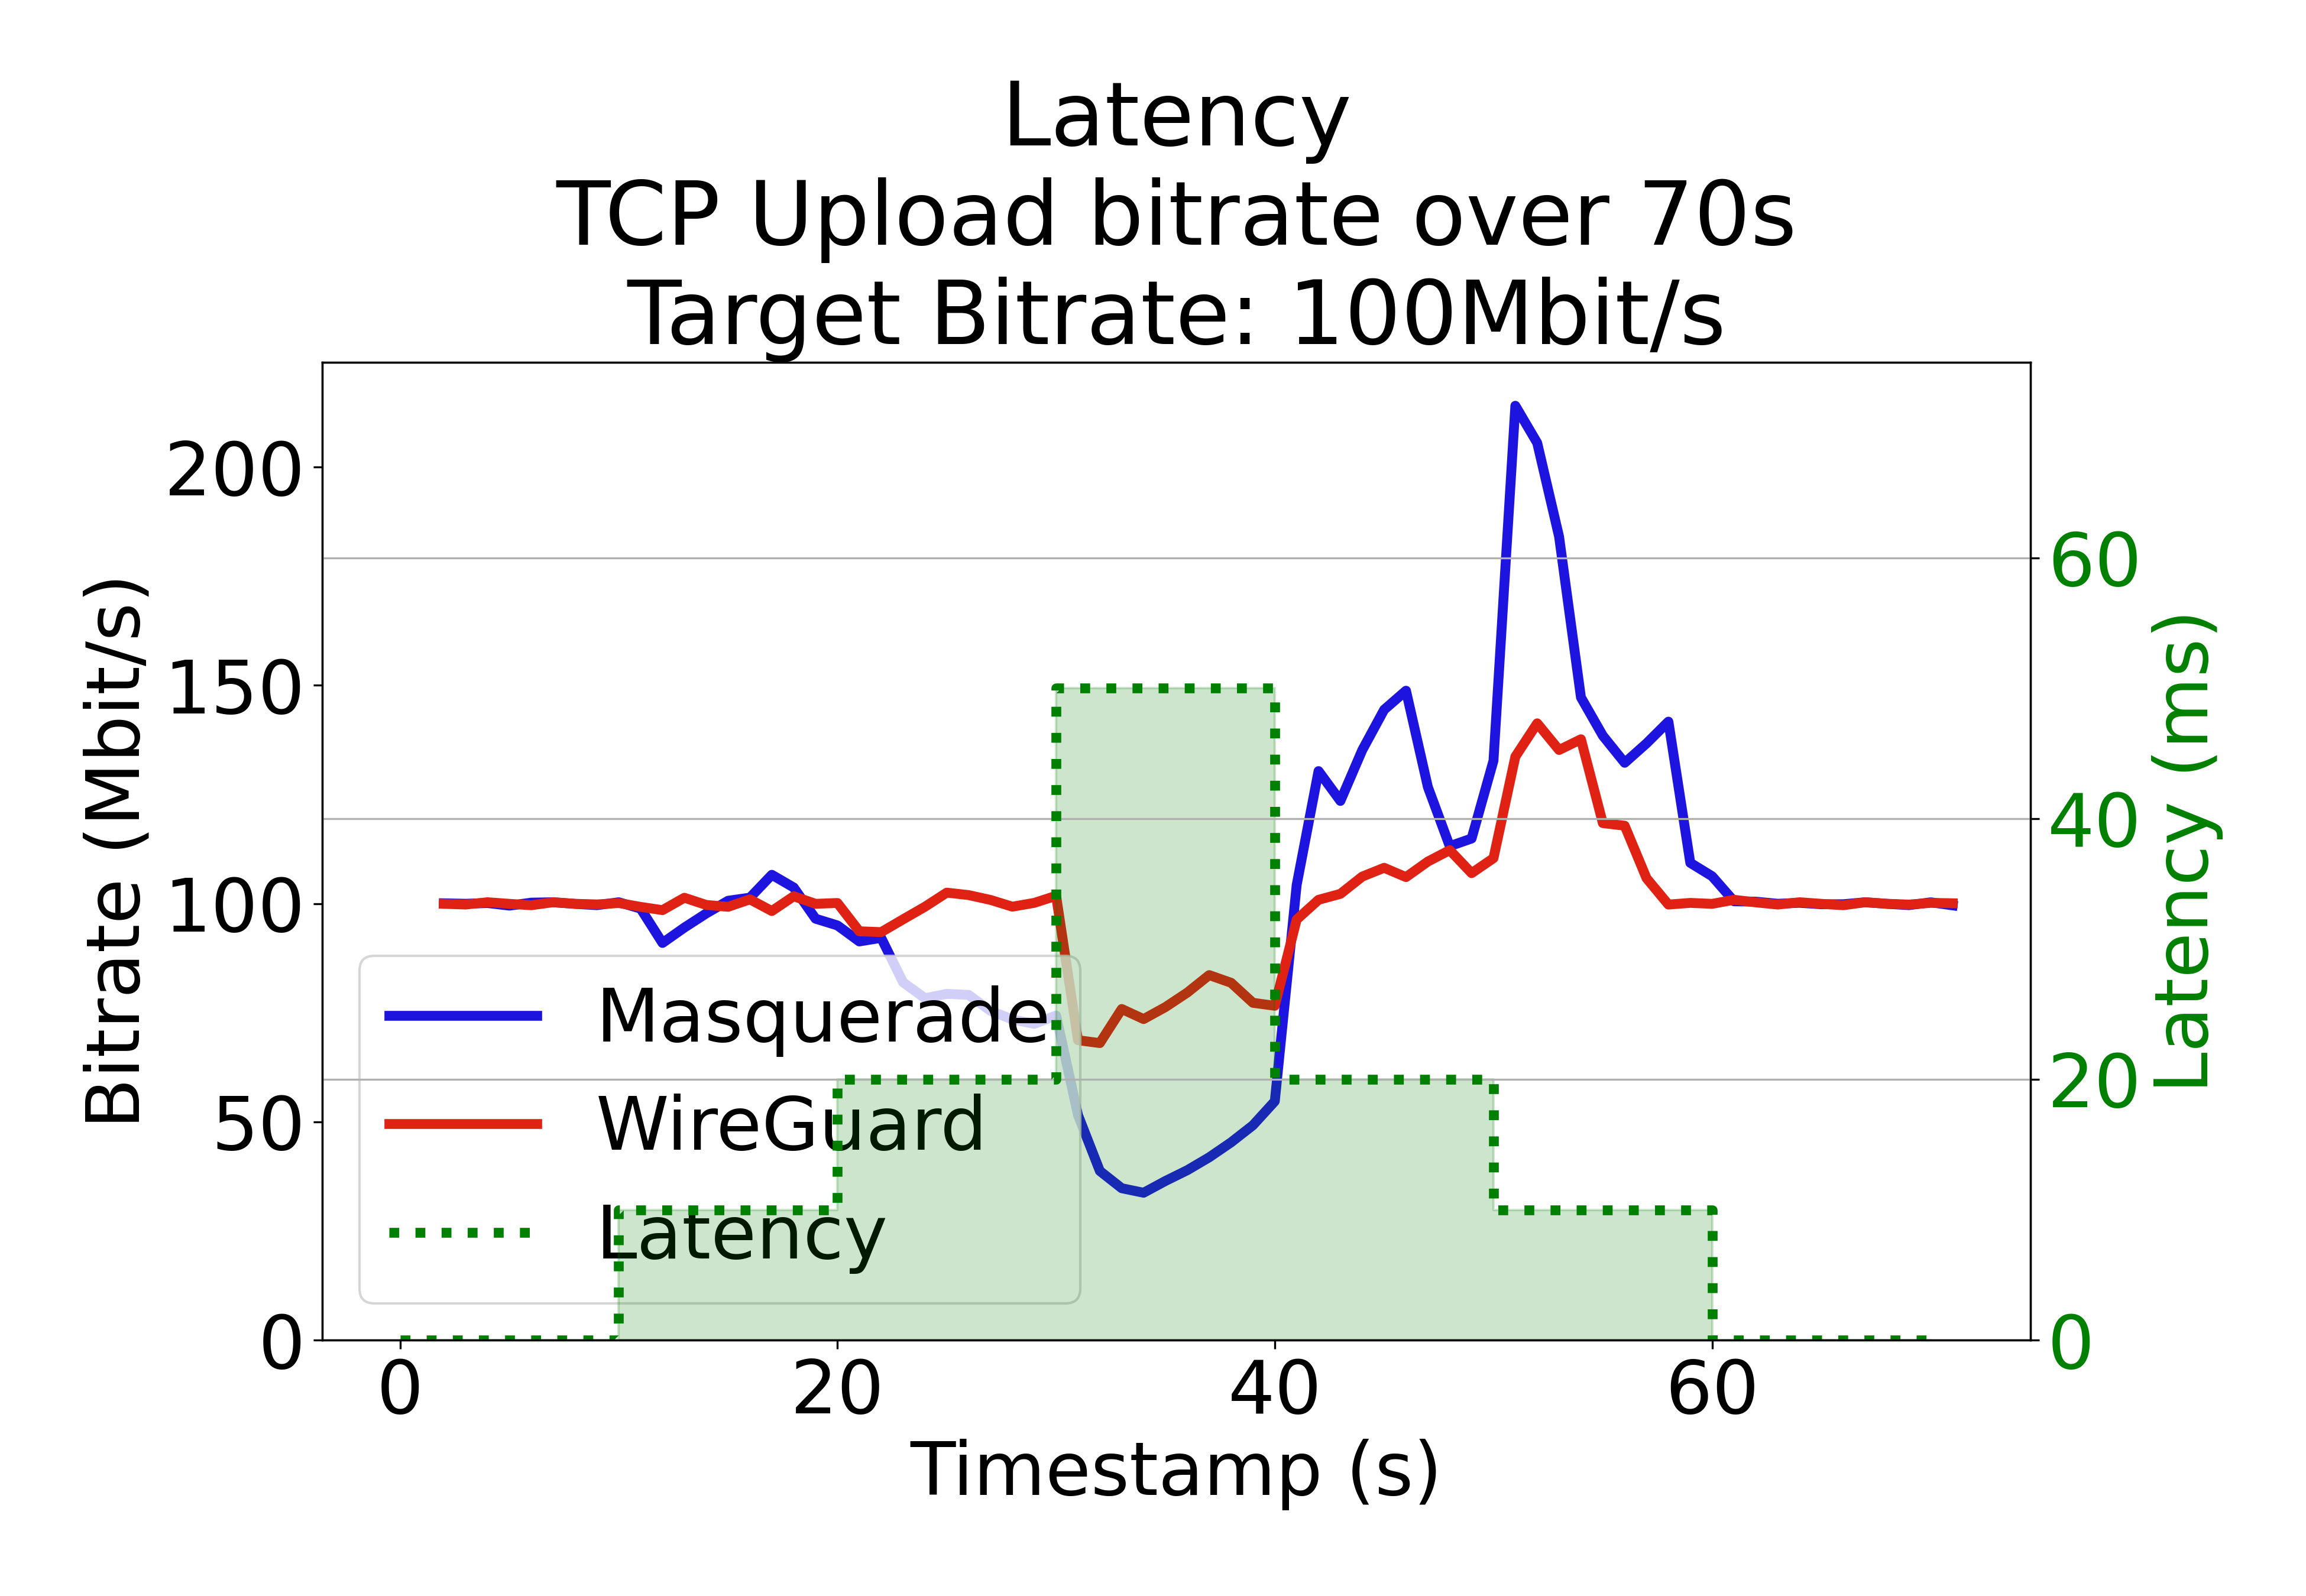 Latency
TCP Upload bitrate over 70s
Target Bitrate: 100Mbit/s
Bitrate (Mbit/s)
200
150
100
50
0
Masquerade
WireGuard
Latency
60
40
20
0
Latency (ms)
0
20
40
60
Timestamp (s)